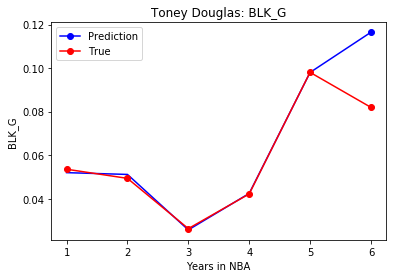 Toney Douglas: BLK_G
Prediction
True
0.12
0.10
0.08
0.06
0.04
BLK_G
1 2 3 4 5 6
Years in NBA